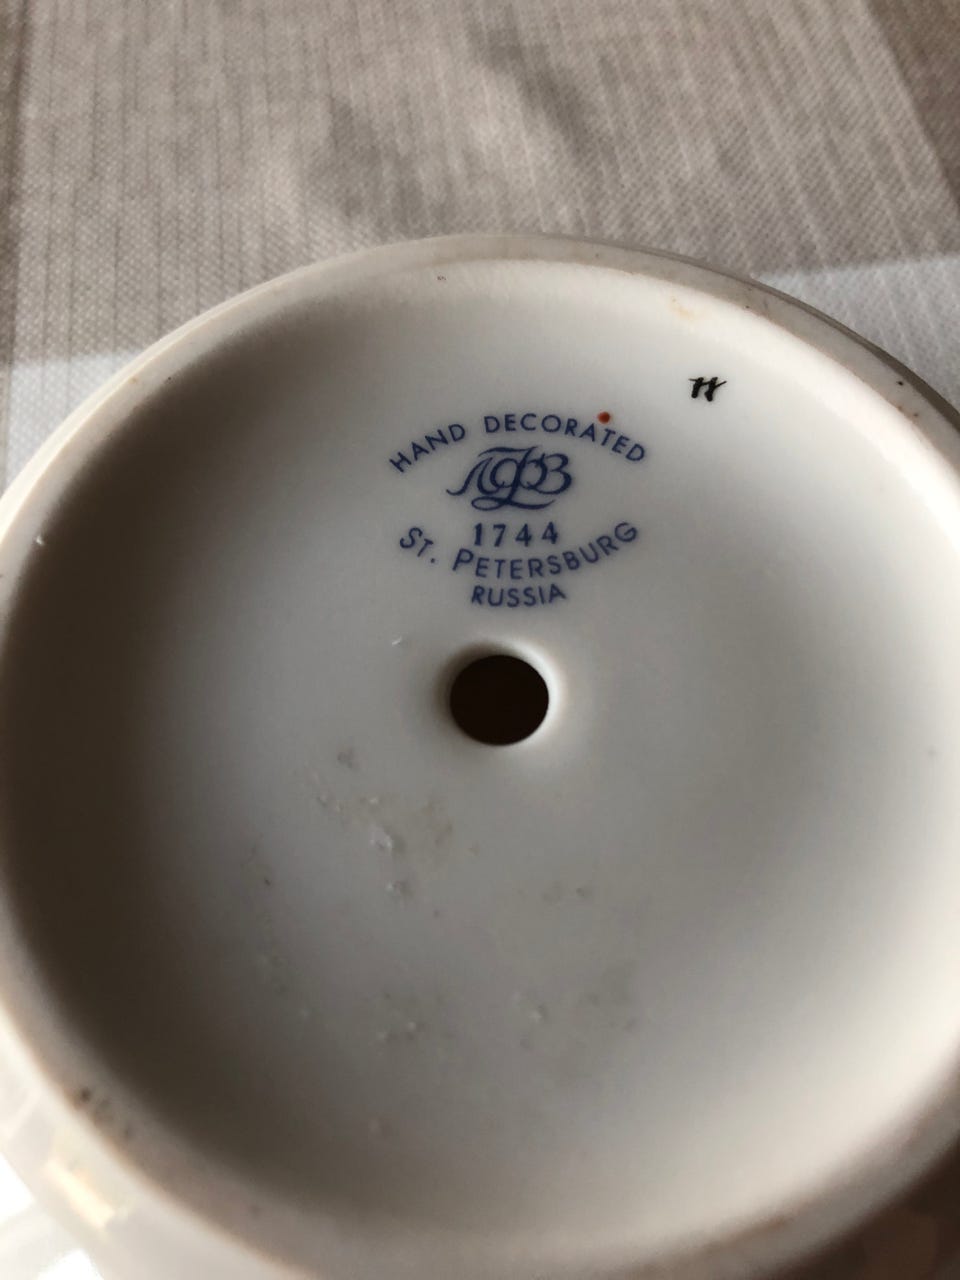 HAND DECORATED
ЛФЗ
1744
ST. PETERSBURG
RUSSIA